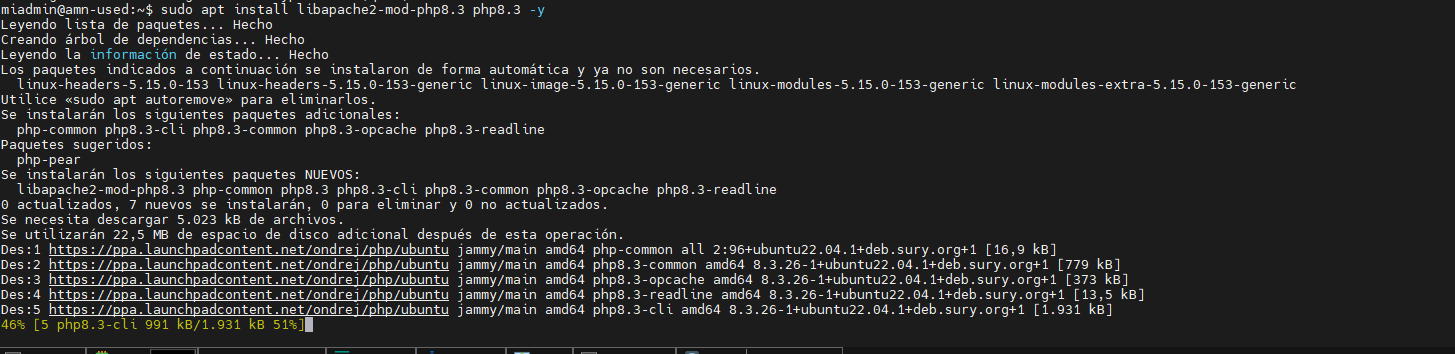 miadmin@amn-used:~$ sudo apt install libapache2-mod-php8.3 php8.3 -y
Leyendo lista de paquetes... Hecho
Creando árbol de dependencias... Hecho
Leyendo la información de estado... Hecho
Los paquetes indicados a continuación se instalaron de forma automática y ya no son necesarios.
  linux-headers-5.15.0-153 linux-headers-5.15.0-153-generic linux-image-5.15.0-153-generic linux-modules-5.15.0-153-generic linux-modules-extra-5.15.0-153-generic
Utilice «sudo apt autoremove» para eliminarlos.
Se instalarán los siguientes paquetes adicionales:
  php-common php8.3-cli php8.3-common php8.3-opcache php8.3-readline
Paquetes sugeridos:
  php-pear
Se instalarán los siguientes paquetes NUEVOS:
  libapache2-mod-php8.3 php-common php8.3 php8.3-cli php8.3-common php8.3-opcache php8.3-readline
0 actualizados, 7 nuevos se instalarán, 0 para eliminar y 0 no actualizados.
Se necesita descargar 5.023 kB de archivos.
Se utilizarán 22,5 MB de espacio de disco adicional después de esta operación.
Des:1 https://ppa.launchpadcontent.net/ondrej/php/ubuntu jammy/main amd64 php-common all 2:96+ubuntu22.04.1+deb.sury.org+1 [16,9 kB]
Des:2 https://ppa.launchpadcontent.net/ondrej/php/ubuntu jammy/main amd64 php8.3-common amd64 8.3.26-1+ubuntu22.04.1+deb.sury.org+1 [779 kB]
Des:3 https://ppa.launchpadcontent.net/ondrej/php/ubuntu jammy/main amd64 php8.3-opcache amd64 8.3.26-1+ubuntu22.04.1+deb.sury.org+1 [373 kB]
Des:4 https://ppa.launchpadcontent.net/ondrej/php/ubuntu jammy/main amd64 php8.3-readline amd64 8.3.26-1+ubuntu22.04.1+deb.sury.org+1 [13,5 kB]
Des:5 https://ppa.launchpadcontent.net/ondrej/php/ubuntu jammy/main amd64 php8.3-cli amd64 8.3.26-1+ubuntu22.04.1+deb.sury.org+1 [1.931 kB]
46% [5 php8.3-cli 991 kB/1.931 kB 51%]